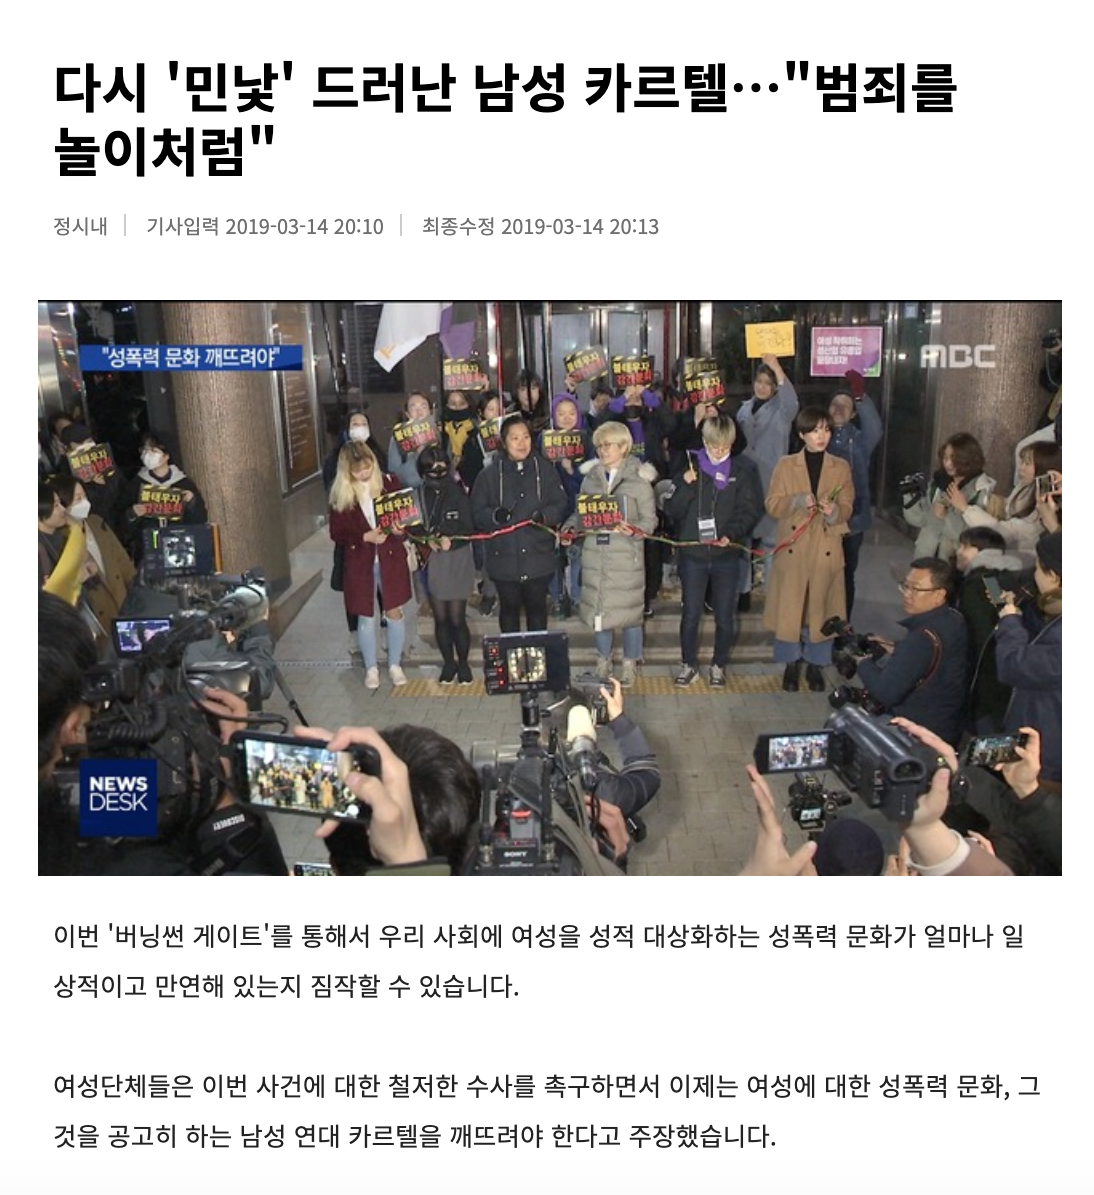 다시 '민낯' 드러난 남성 카르텔…"범죄를
놀이처럼"
정시내 기사입력 2019-03-14 20:10 최종수정 2019-03-14 20:13
"성폭력 문화 깨뜨려야"
MBC
불태우자
강간문화
불태우자
강간문화
불태우자
강간문화
불태우자
강간문화
불태우자
강간문화
불태우자
강간문화
NEWS
DESK
SONY
이번 '버닝썬 게이트'를 통해서 우리 사회에 여성을 성적 대상화하는 성폭력 문화가 얼마나 일
상적이고 만연해 있는지 짐작할 수 있습니다.
여성단체들은 이번 사건에 대한 철저한 수사를 촉구하면서 이제는 여성에 대한 성폭력 문화, 그
것을 공고히 하는 남성 연대 카르텔을 깨뜨려야 한다고 주장했습니다.